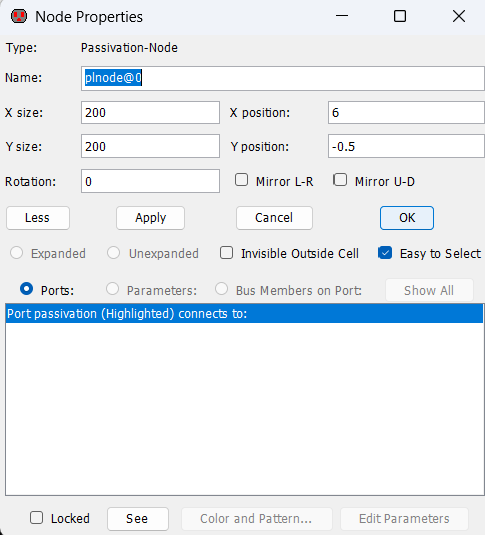 Node Properties
Type: Passivation-Node
Name: plnode@0
X size: 200 X position: 6
Y size: 200 Y position: -0.5
Rotation: 0 Mirror L-R Mirror U-D
Less Apply Cancel OK
Expanded Unexpanded Invisible Outside Cell Easy to Select
Ports: Parameters: Bus Members on Port: Show All
Port passivation (Highlighted) connects to:
Locked See Color and Pattern... Edit Parameters